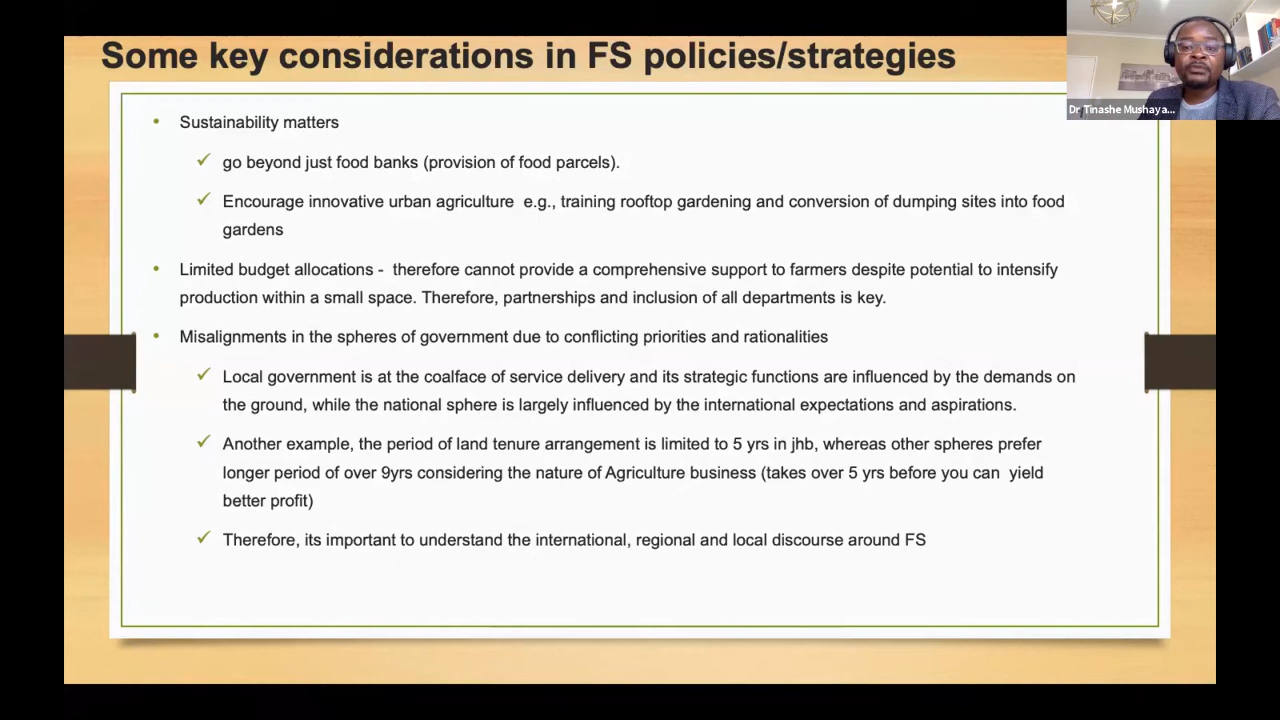 Some key considerations in FS policies/strategies
Dr Tinashe Mushaya...
• Sustainability matters
✓ go beyond just food banks (provision of food parcels).
✓ Encourage innovative urban agriculture e.g., training rooftop gardening and conversion of dumping sites into food
gardens
• Limited budget allocations - therefore cannot provide a comprehensive support to farmers despite potential to intensify
production within a small space. Therefore, partnerships and inclusion of all departments is key.
• Misalignments in the spheres of government due to conflicting priorities and rationalities
✓ Local government is at the coalface of service delivery and its strategic functions are influenced by the demands on
the ground, while the national sphere is largely influenced by the international expectations and aspirations.
✓ Another example, the period of land tenure arrangement is limited to 5 yrs in jhb, whereas other spheres prefer
longer period of over 9yrs considering the nature of Agriculture business (takes over 5 yrs before you can yield
better profit)
✓ Therefore, its important to understand the international, regional and local discourse around FS